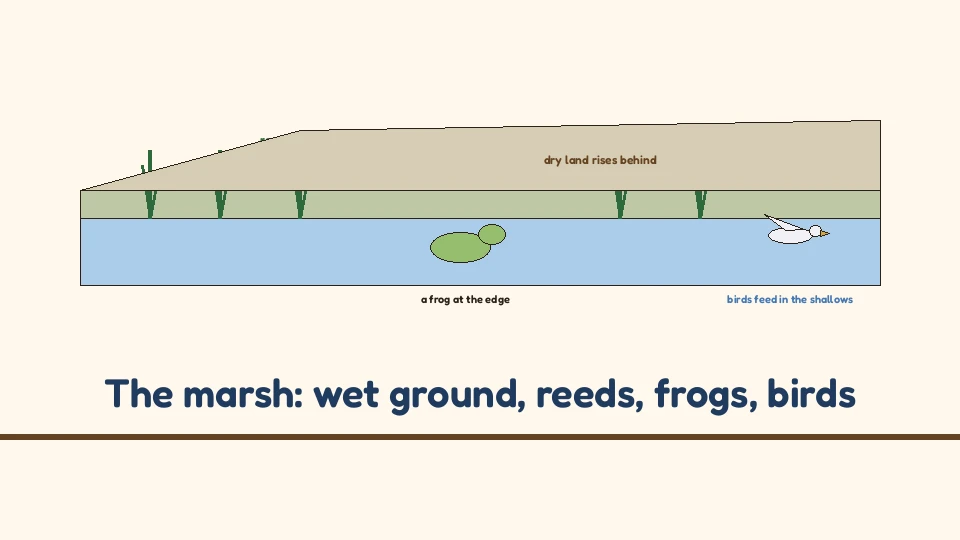 dry land rises behind
a frog at the edge
birds feed in the shallows
The marsh: wet ground, reeds, frogs, birds